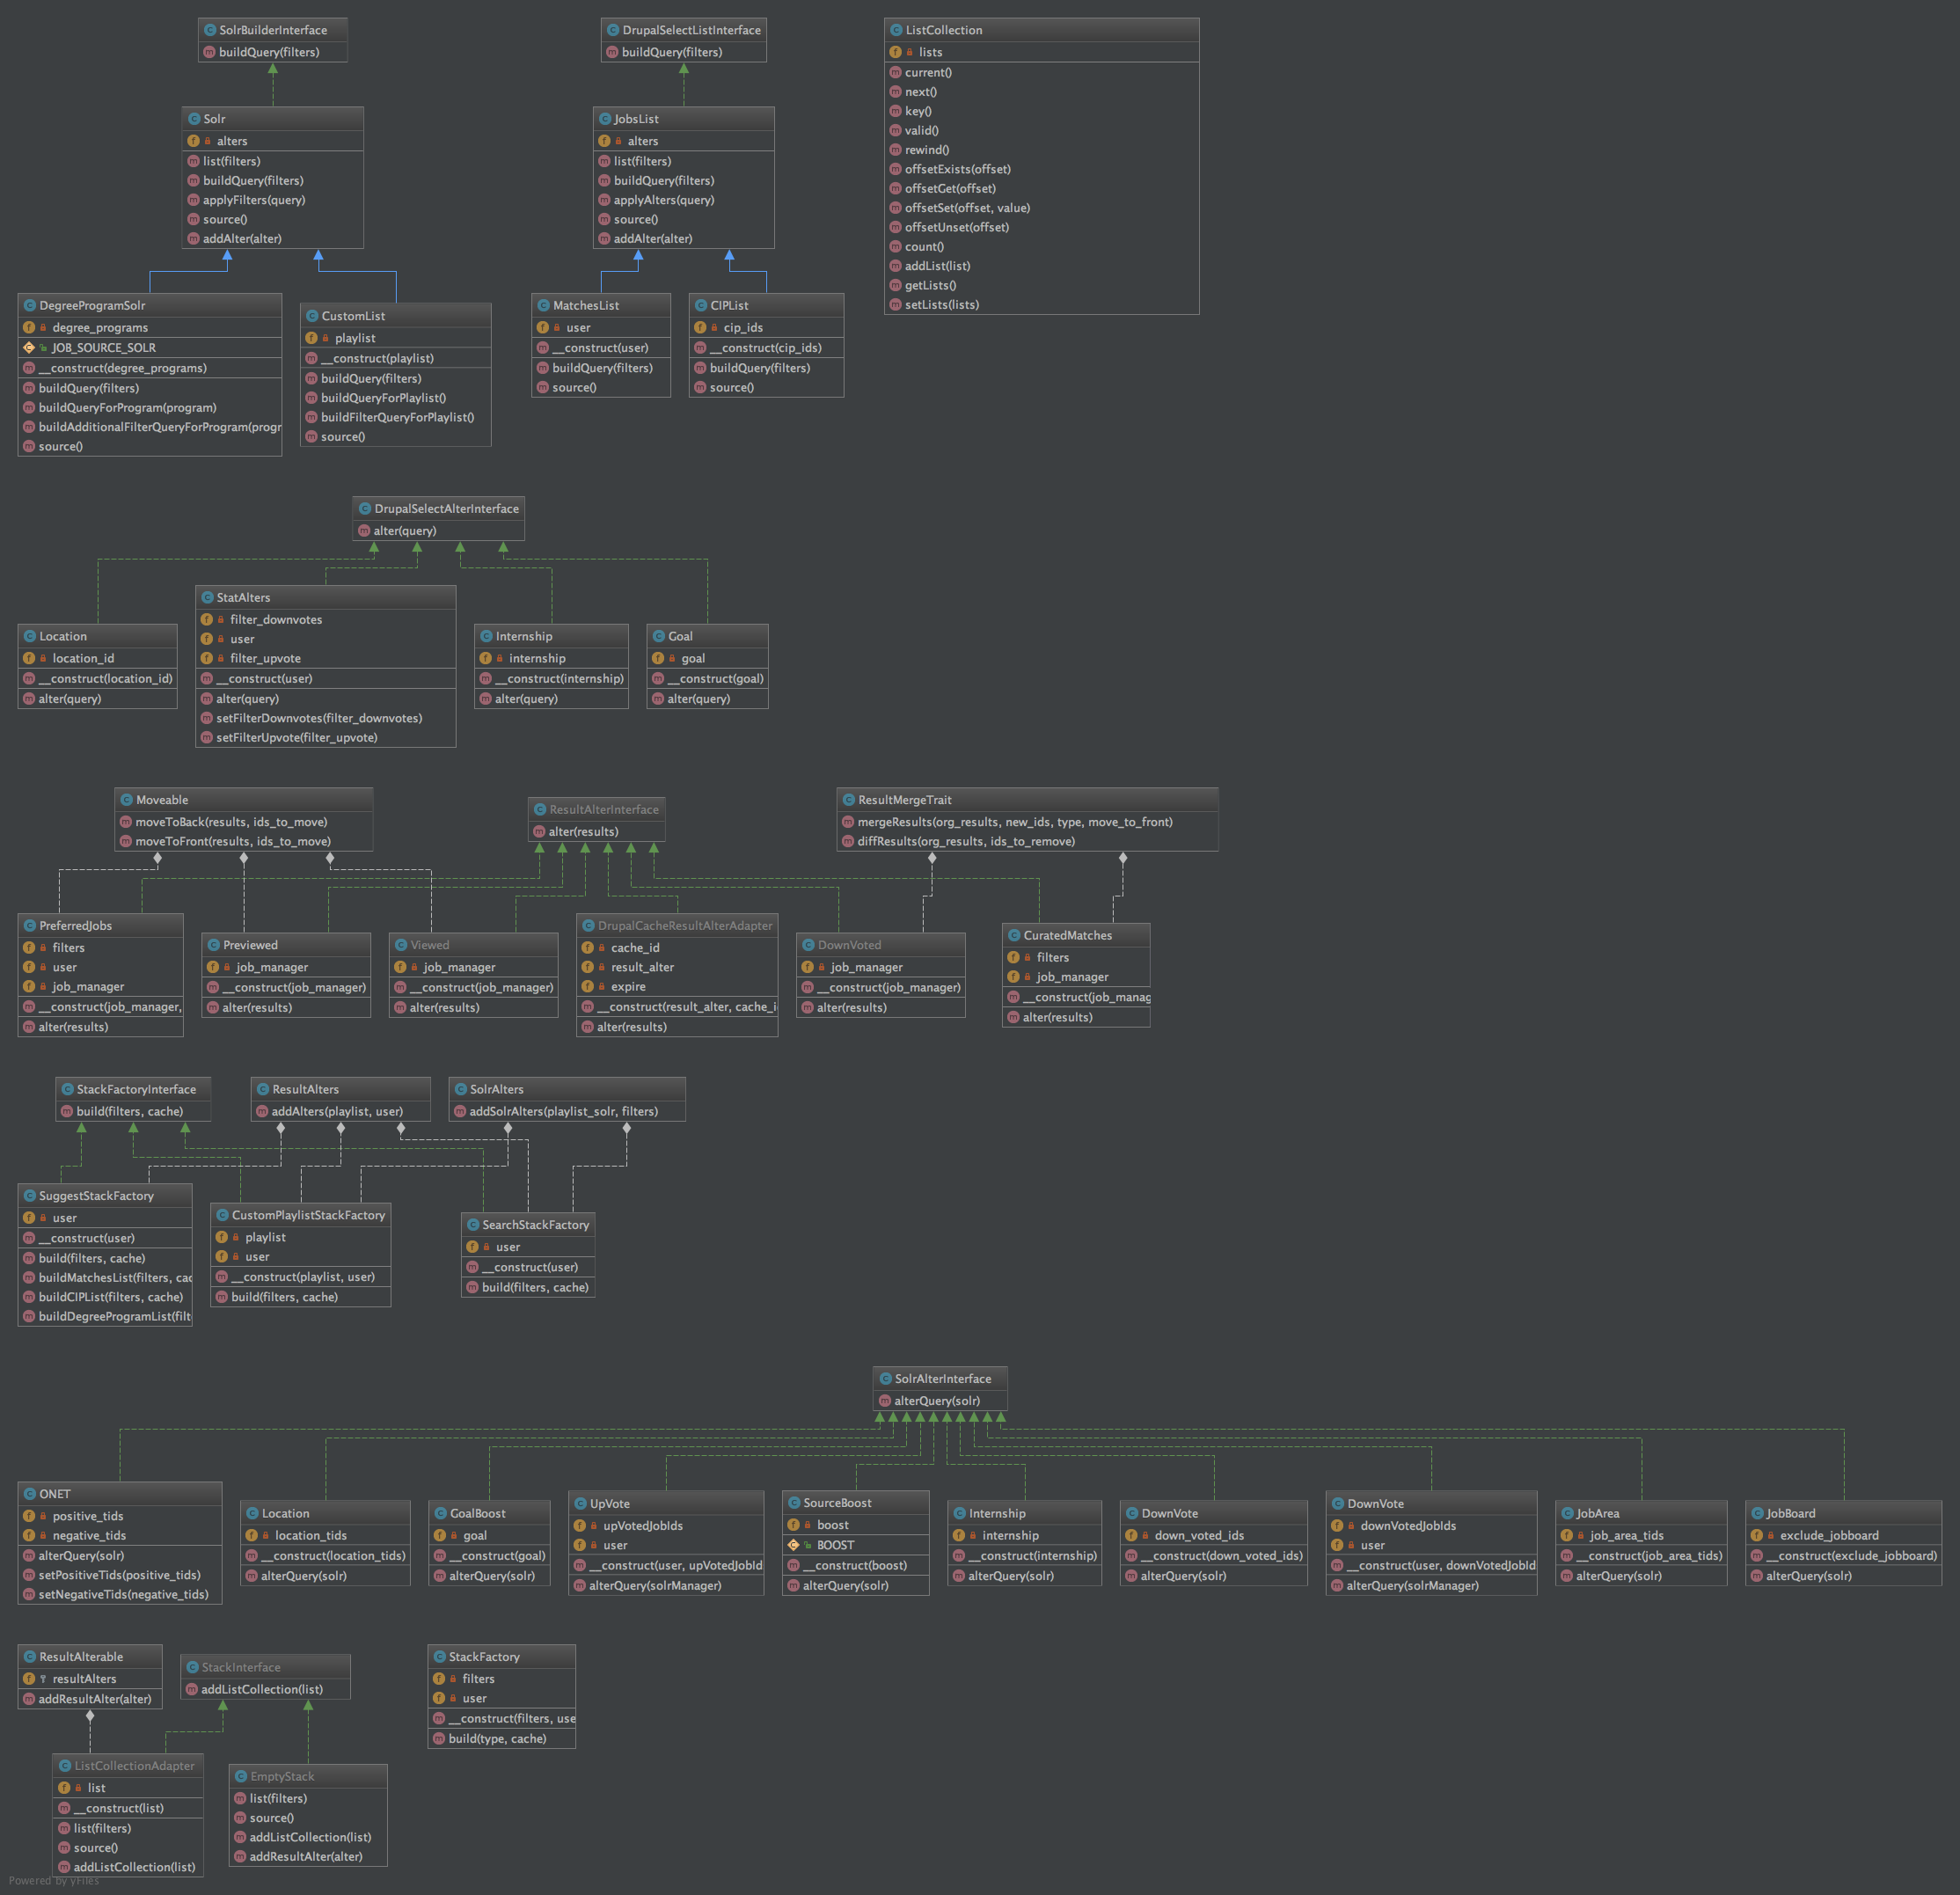 SolrBuilderInterface
buildQuery(filters)
DrupalSelectListInterface
buildQuery(filters)
ListCollection
lists
current()
next()
key()
valid()
rewind()
offsetExists(offset)
offsetGet(offset)
offsetSet(offset, value)
offsetUnset(offset)
count()
addList(list)
getLists()
setLists(lists)
Solr
alters
list(filters)
buildQuery(filters)
applyFilters(query)
source()
addAlter(alter)
JobsList
alters
list(filters)
buildQuery(filters)
applyAlters(query)
source()
addAlter(alter)
DegreeProgramSolr
degree_programs
JOB_SOURCE_SOLR
__construct(degree_programs)
buildQuery(filters)
buildQueryForProgram(program)
buildAdditionalFilterQueryForProgram(progr
source()
CustomList
playlist
__construct(playlist)
buildQuery(filters)
buildQueryForPlaylist()
buildFilterQueryForPlaylist()
source()
MatchesList
user
__construct(user)
buildQuery(filters)
source()
CIPList
cip_ids
__construct(cip_ids)
buildQuery(filters)
source()
DrupalSelectAlterInterface
alter(query)
Location
location_id
__construct(location_id)
alter(query)
StatAlters
filter_downvotes
user
filter_upvote
__construct(user)
alter(query)
setFilterDownvotes(filter_downvotes)
setFilterUpvote(filter_upvote)
Internship
internship
__construct(internship)
alter(query)
Goal
goal
__construct(goal)
alter(query)
Moveable
moveToBack(results, ids_to_move)
moveToFront(results, ids_to_move)
ResultAlterInterface
alter(results)
ResultMergeTrait
mergeResults(org_results, new_ids, type, move_to_front)
diffResults(org_results, ids_to_remove)
PreferredJobs
filters
user
job_manager
__construct(job_manager,
alter(results)
Previewed
job_manager
__construct(job_manager)
alter(results)
Viewed
job_manager
__construct(job_manager)
alter(results)
DrupalCacheResultAlterAdapter
cache_id
result_alter
expire
__construct(result_alter, cache_i
alter(results)
DownVoted
job_manager
__construct(job_manager)
alter(results)
CuratedMatches
filters
job_manager
__construct(job_manag
alter(results)
StackFactoryInterface
build(filters, cache)
ResultAlters
addAlters(playlist, user)
SolrAlters
addSolrAlters(playlist_solr, filters)
SuggestStackFactory
user
__construct(user)
build(filters, cache)
buildMatchesList(filters, cac
buildCIPList(filters, cache)
buildDegreeProgramList(filt
CustomPlaylistStackFactory
playlist
user
__construct(playlist, user)
build(filters, cache)
SearchStackFactory
user
__construct(user)
build(filters, cache)
SolrAlterInterface
alterQuery(solr)
ONET
positive_tids
negative_tids
alterQuery(solr)
setPositiveTids(positive_tids)
setNegativeTids(negative_tids)
Location
location_tids
__construct(location_tids)
alterQuery(solr)
GoalBoost
goal
__construct(goal)
alterQuery(solr)
UpVote
upVotedJobIds
user
__construct(user, upVotedJobId
alterQuery(solrManager)
SourceBoost
boost
BOOST
__construct(boost)
alterQuery(solr)
Internship
internship
__construct(internship)
alterQuery(solr)
DownVote
down_voted_ids
__construct(down_voted_ids)
alterQuery(solr)
DownVote
downVotedJobIds
user
__construct(user, downVotedJobId
alterQuery(solrManager)
JobArea
job_area_tids
__construct(job_area_tids)
alterQuery(solr)
JobBoard
exclude_jobboard
__construct(exclude_jobboard)
alterQuery(solr)
ResultAlterable
resultAlters
addResultAlter(alter)
StackInterface
addListCollection(list)
StackFactory
filters
user
__construct(filters, use
build(type, cache)
ListCollectionAdapter
list
__construct(list)
list(filters)
source()
addListCollection(list)
EmptyStack
list(filters)
source()
addListCollection(list)
addResultAlter(alter)
Powered by yFiles